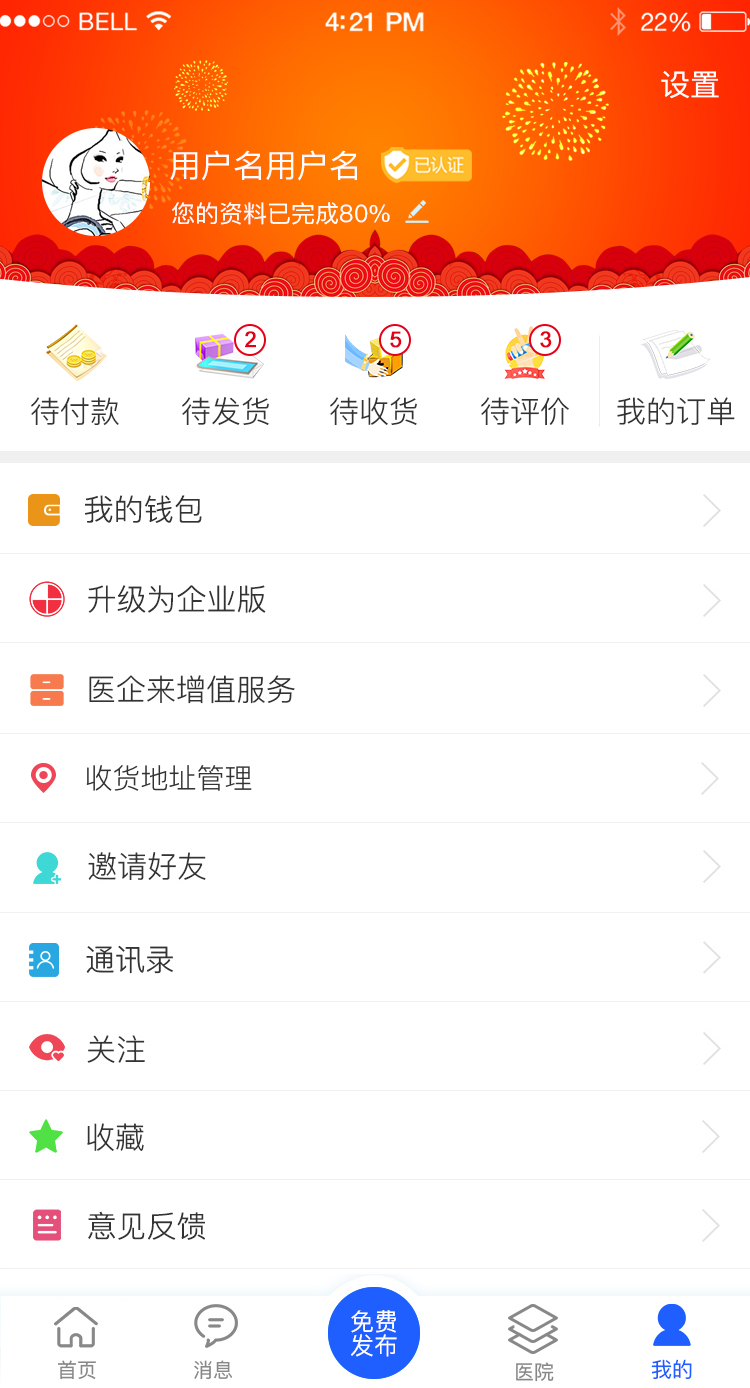 BELL 4:21 PM 22%
设置
用户名用户名 已认证
您的资料已完成80%
2 5 3
待付款 待发货 待收货 待评价 我的订单
我的钱包
升级为企业版
医企来增值服务
收货地址管理
邀请好友
通讯录
关注
收藏
意见反馈
免费
发布
首页 消息 医院 我的